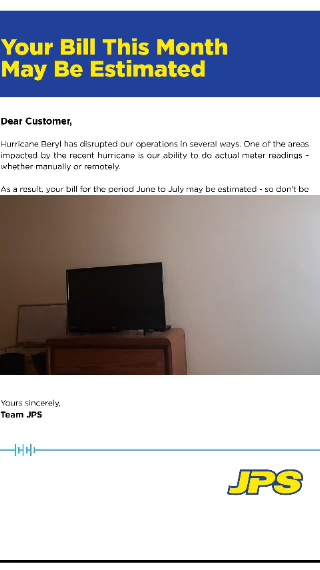 Your Bill This Month
May Be Estimated
Dear Customer,
Hurricane Beryl has disrupted our operations in several ways. One of the areas
impacted by the recent hurricane is our ability to do actual meter readings -
whether manually or remotely.
As a result, your bill for the period June to July may be estimated - so don't be
Yours sincerely,
Team JPS
JPS